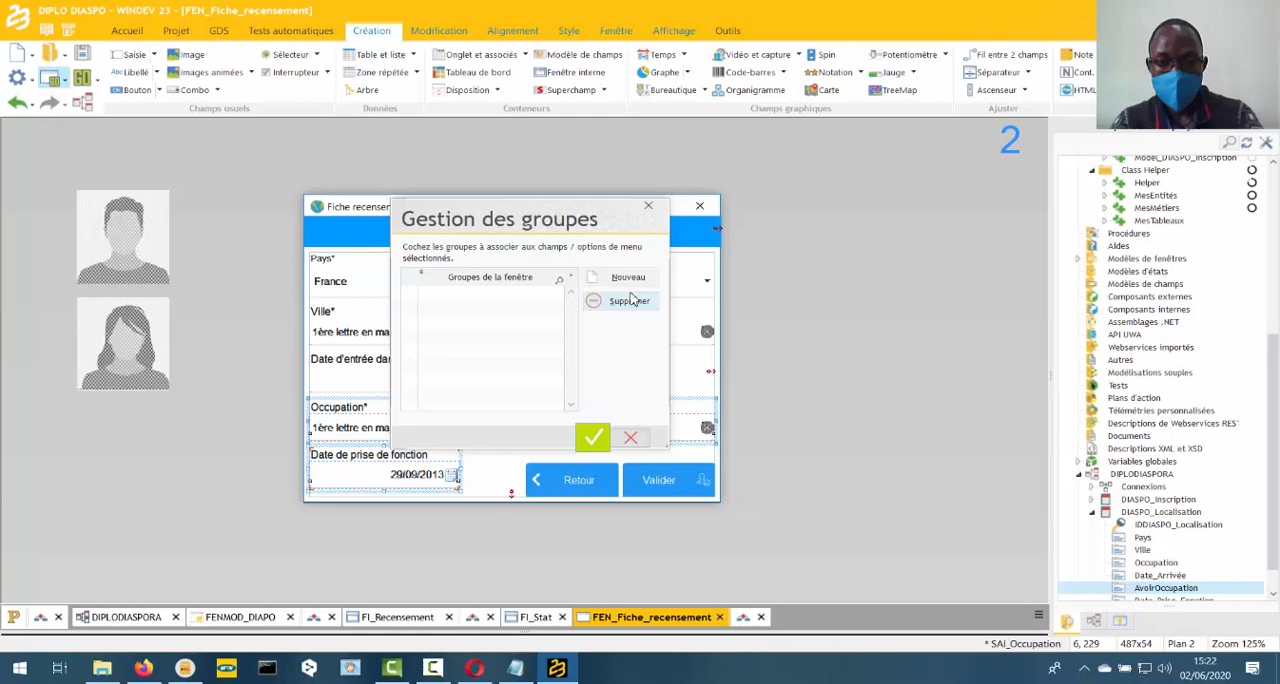 DIPLO DIASPO - WINDEV 23 - [FEN_Fiche_recensement]
Accueil Projet GDS Tests automatiques Création Modification Alignement Style Fenêtre Affichage Outils
Saisie Image Sélecteur Table et liste Onglet et associés Modèle de champs Temps Vidéo et capture Spin Potentiomètre Fil entre 2 champs Note
Libellé Images animées Interrupteur Zone répétée Tableau de bord Fenêtre interne Graphe Code-barres Notation Jauge Séparateur Cont.
Bouton Combo Arbre Disposition Superchamp Bureautique Organigramme Carte TreeMap Ascenseur HTML
Champs usuels Données Conteneurs Champs graphiques Ajuster
2
Fiche recense
Gestion des groupes
Cochez les groupes à associer aux champs / options de menu
sélectionnés.
Groupes de la fenêtre
Nouveau
Supprimer
Pays*
France
Ville*
1ère lettre en ma
Date d'entrée da
Occupation*
1ère lettre en ma
Date de prise de fonction
29/09/2013
Retour
Valider
Model_DIASPO_Inscription
Class Helper
Helper
MesEntités
MesMétiers
MesTableaux
Procédures
Aides
Modèles de fenêtres
Modèles d'états
Modèles de champs
Composants externes
Composants internes
Assemblages .NET
API UWA
Webservices importés
Autres
Modélisations souples
Tests
Plans d'action
Télémétries personnalisées
Descriptions de Webservices REST
Documents
Descriptions XML et XSD
Variables globales
DIPLODIASPORA
Connexions
DIASPO_Inscription
DIASPO_Localisation
IDDIASPO_Localisation
Pays
Ville
Occupation
Date_Arrivée
AvoirOccupation
Date_Prise_Fonction
DIPLODIASPORA FENMOD_DIAPO FI_Recensement FI_Stat FEN_Fiche_recensement
* SAI_Occupation 6, 229 487x54 Plan 2 Zoom 125%
15:22
02/06/2020